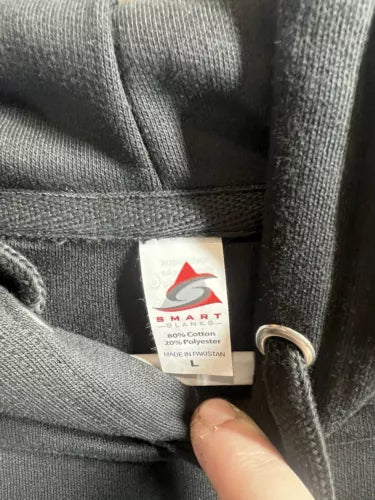 SMART
BLANKS
80% Cotton
20% Polyester
MADE IN PAKISTAN
L